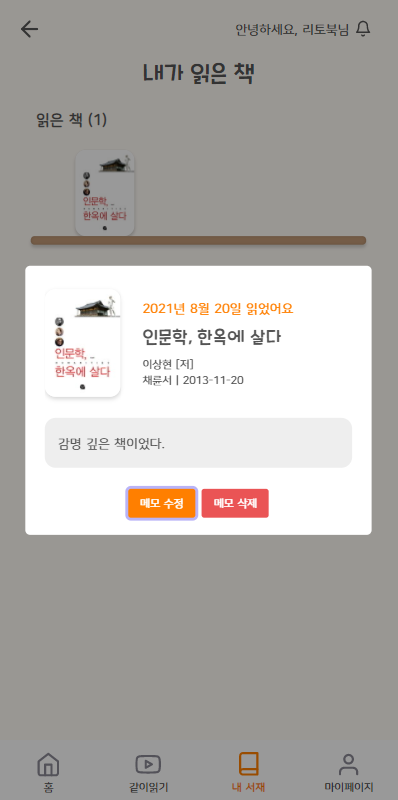 안녕하세요, 리토북님
내가 읽은 책
읽은 책 (1)
인문학,
한옥에 살다
2021년 8월 20일 읽었어요
인문학, 한옥에 살다
이상현 [저]
채륜서 | 2013-11-20
인문학,
한옥에 살다
감명 깊은 책이었다.
메모 수정
메모 삭제
홈
같이읽기
내 서재
마이페이지